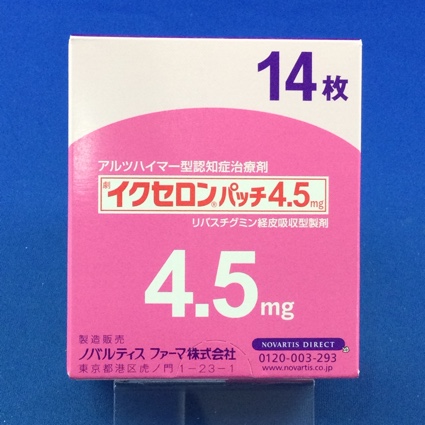 14枚
アルツハイマー型認知症治療剤
劇 イクセロン®パッチ4.5mg
リバスチグミン経皮吸収型製剤
4.5mg
製造販売
ノバルティス ファーマ株式会社
東京都港区虎ノ門1-23-1
NOVARTIS DIRECT
0120-003-293
www.novartis.co.jp